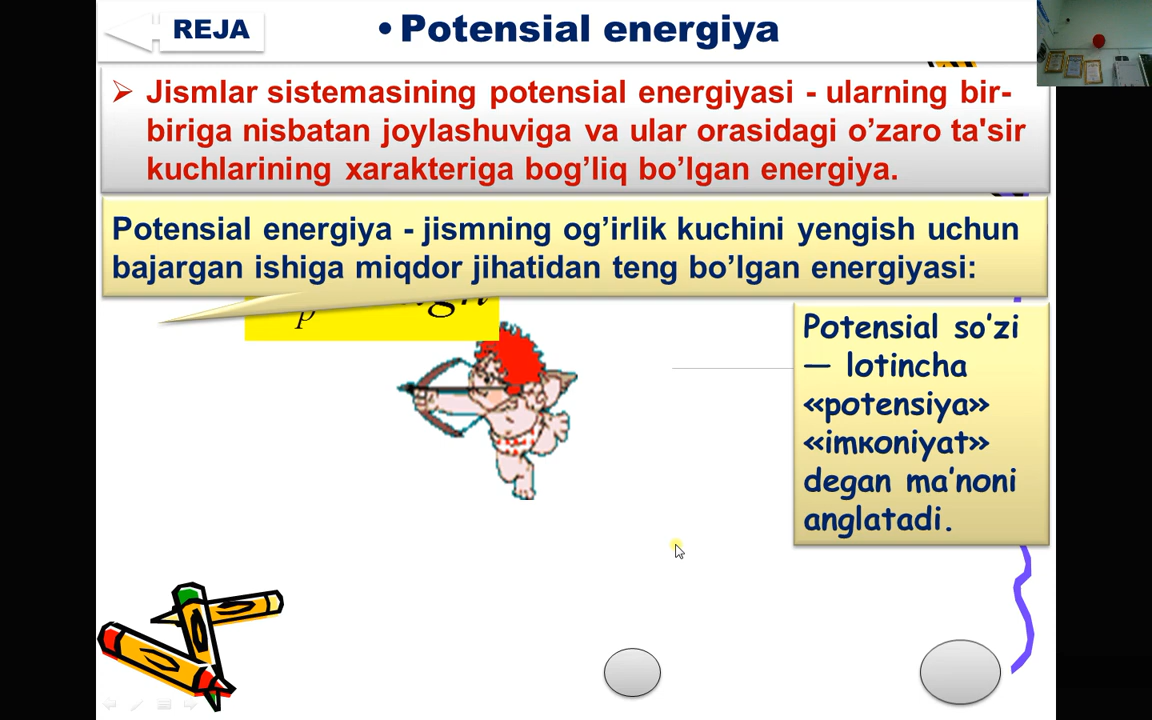 REJA
• Potensial energiya
Jismlar sistemasining potensial energiyasi - ularning bir-
biriga nisbatan joylashuviga va ular orasidagi o’zaro ta'sir
kuchlarining xarakteriga bog’liq bo’lgan energiya.
Potensial energiya - jismning og’irlik kuchini yengish uchun
bajargan ishiga miqdor jihatidan teng bo’lgan energiyasi:
p
Potensial so’zi
— lotincha
«potensiya»
«imкoniyat»
degan ma’noni
anglatadi.